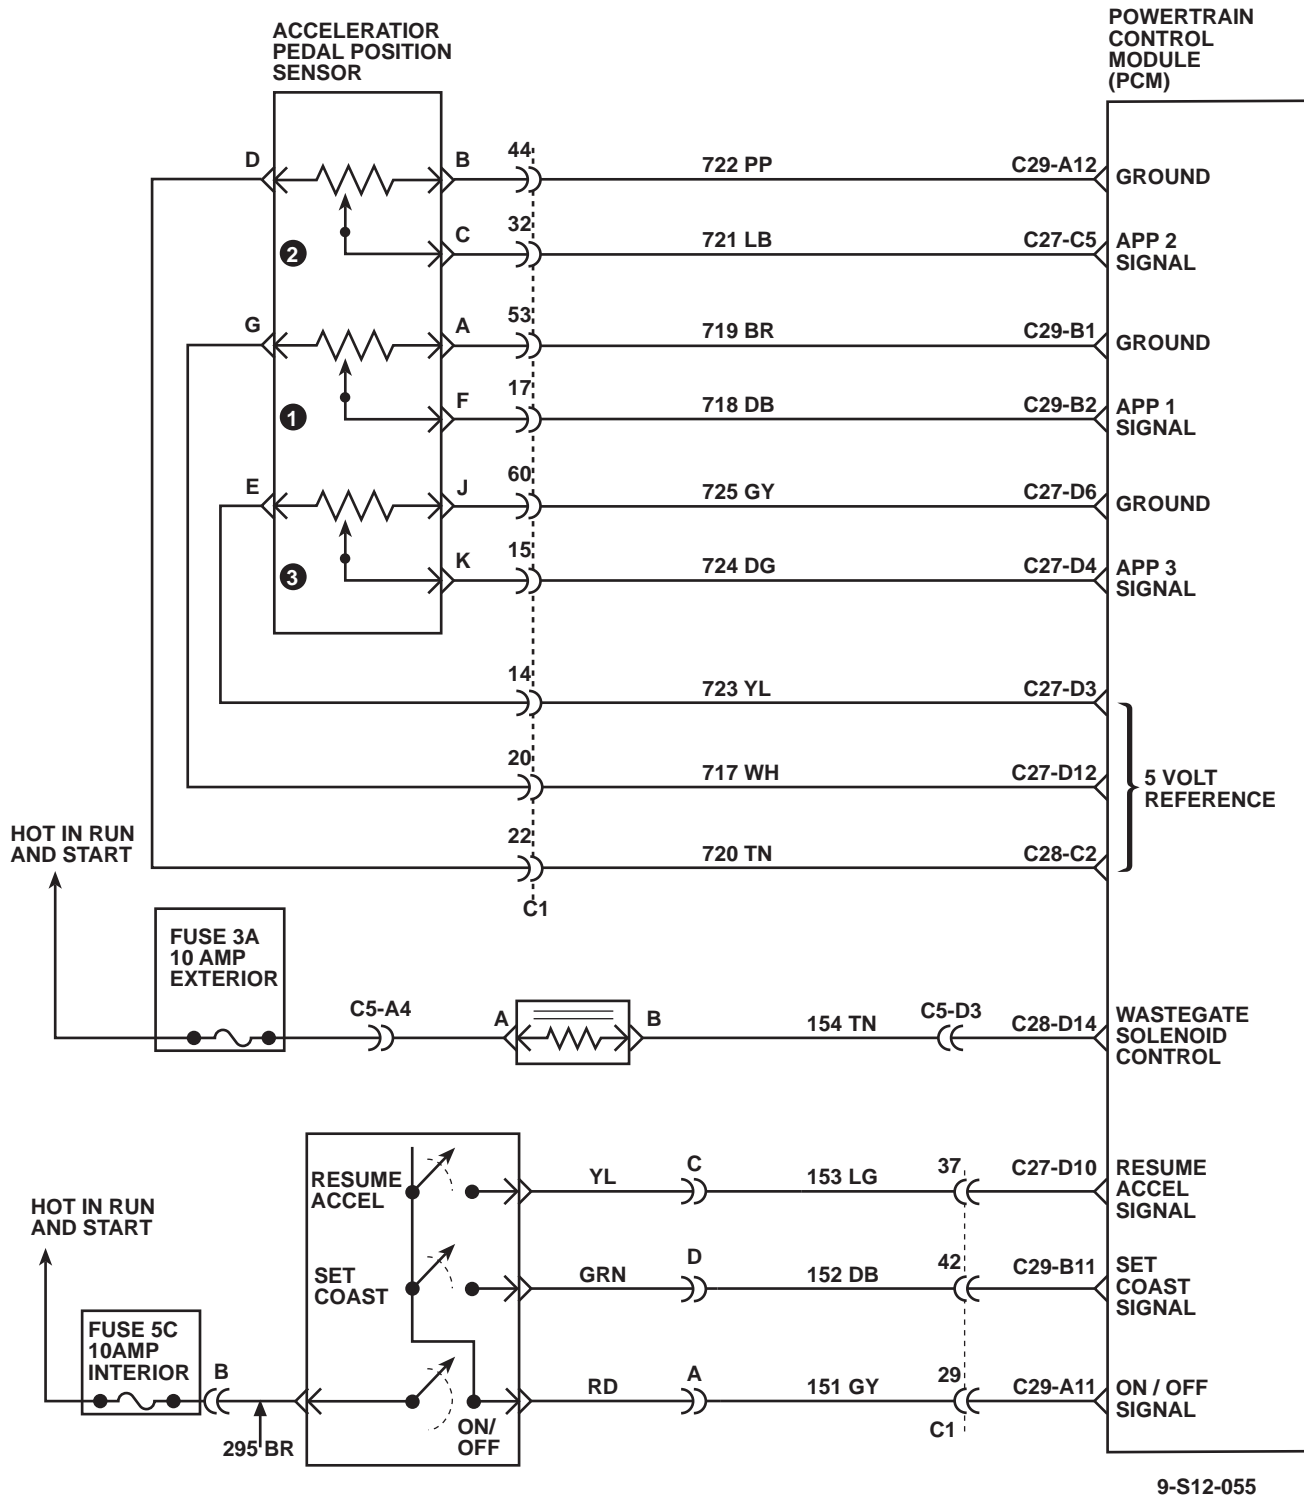 ACCELERATIOR
PEDAL POSITION
SENSOR
POWERTRAIN
CONTROL
MODULE
(PCM)
D
B
44
722 PP
C29-A12
GROUND
2
C
32
721 LB
C27-C5
APP 2
SIGNAL
G
A
53
719 BR
C29-B1
GROUND
1
F
17
718 DB
C29-B2
APP 1
SIGNAL
E
J
60
725 GY
C27-D6
GROUND
3
K
15
724 DG
C27-D4
APP 3
SIGNAL
14
723 YL
C27-D3
20
717 WH
C27-D12
5 VOLT
REFERENCE
22
720 TN
C28-C2
C1
HOT IN RUN
AND START
FUSE 3A
10 AMP
EXTERIOR
C5-A4
A
B
154 TN
C5-D3
C28-D14
WASTEGATE
SOLENOID
CONTROL
HOT IN RUN
AND START
RESUME
ACCEL
YL
C
153 LG
37
C27-D10
RESUME
ACCEL
SIGNAL
SET
COAST
GRN
D
152 DB
42
C29-B11
SET
COAST
SIGNAL
FUSE 5C
10AMP
INTERIOR
B
295 BR
ON/
OFF
RD
A
151 GY
29
C1
C29-A11
ON / OFF
SIGNAL
9-S12-055